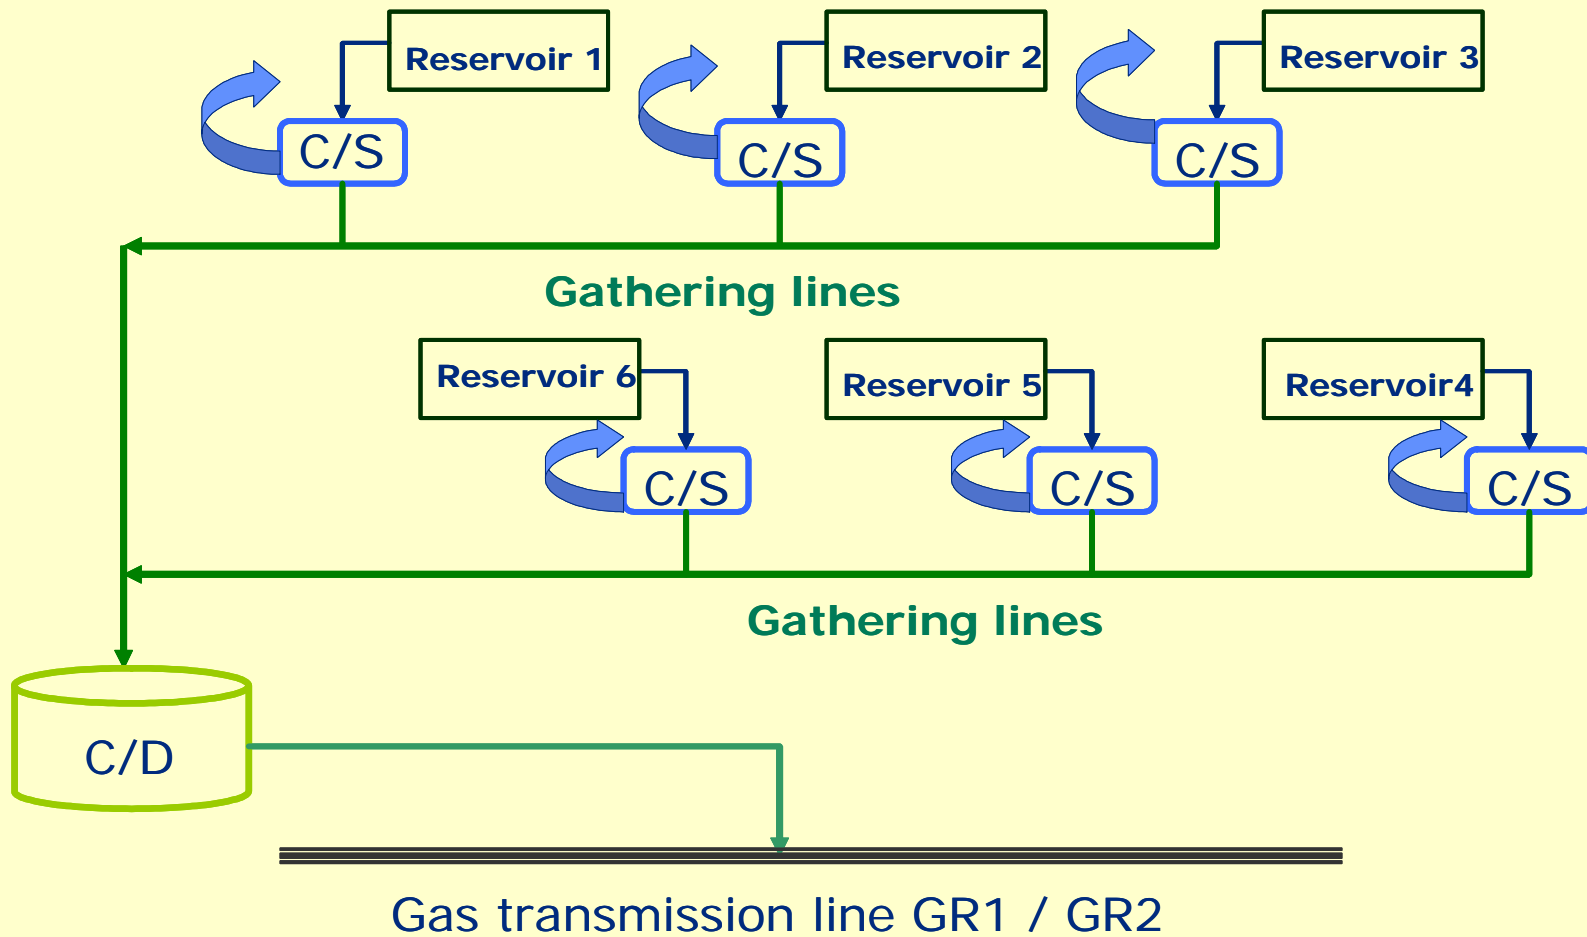 Reservoir 1
Reservoir 2
Reservoir 3
C/S
C/S
C/S
Gathering lines
Reservoir 6
Reservoir 5
Reservoir4
C/S
C/S
C/S
Gathering lines
C/D
Gas transmission line GR1 / GR2